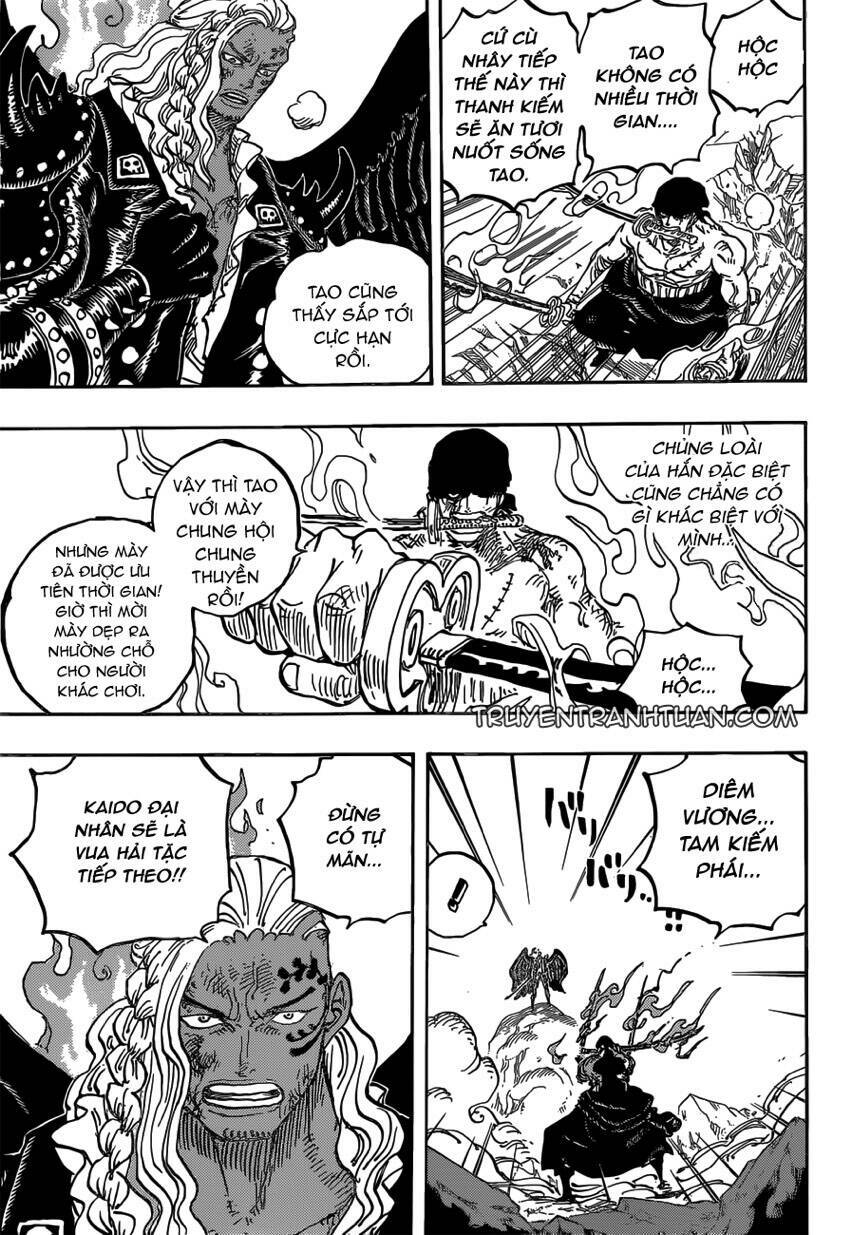 HỘC
HỘC
TAO
KHÔNG CÓ
NHIỀU THỜI
GIAN....
CỨ CÙ
NHÂY TIẾP
THẾ NÀY THÌ
THANH KIẾM
SẼ ĂN TƯƠI
NUỐT SỐNG
TAO.
TAO CŨNG
THẤY SẮP TỚI
CỰC HẠN
RỒI.
CHỦNG LOÀI
CỦA HẮN ĐẶC BIỆT
CŨNG CHẲNG CÓ
GÌ KHÁC BIỆT VỚI
MÌNH...
HỘC...
HỘC...
VẬY THÌ TAO
VỚI MÀY
CHUNG HỘI
CHUNG
THUYỀN
RỒI!
NHƯNG MÀY
ĐÃ ĐƯỢC ƯU
TIÊN THỜI GIAN!
GIỜ THÌ MỜI
MÀY DẸP RA
NHƯỜNG CHỖ
CHO NGƯỜI
KHÁC CHƠI.
TRUYENTRANHTUAN.COM
DIÊM
VƯƠNG...
TAM KIẾM
PHÁI...
!
ドドドド!!
ĐỪNG
CÓ TỰ
MÃN...
KAIDO ĐẠI
NHÂN SẼ LÀ
VUA HẢI TẶC
TIẾP THEO!!